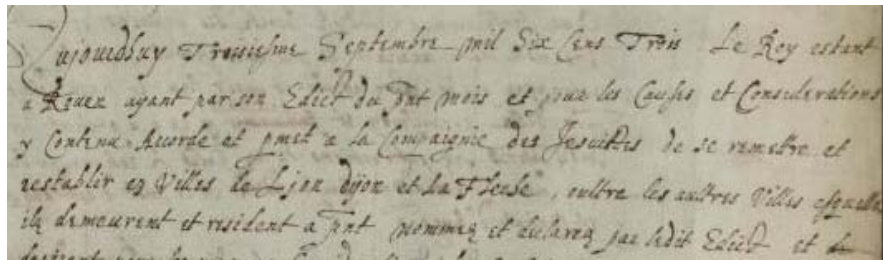 Aujourdhuy Troisiesme Septembre mil Six Cens Trois Le Roy estant
a Rouen ayant par son Edict du pnt mois et pour les Causes et Considerations
y Contenu Accorde et pmet a la Compaignie des Jesuittes de se remettre et
restablir es Villes de Lyon dijon et la Flesche, oultre les aultres Villes esquelles
ilz demeurent et resident a pnt nommez et declarez par ledit Edict et